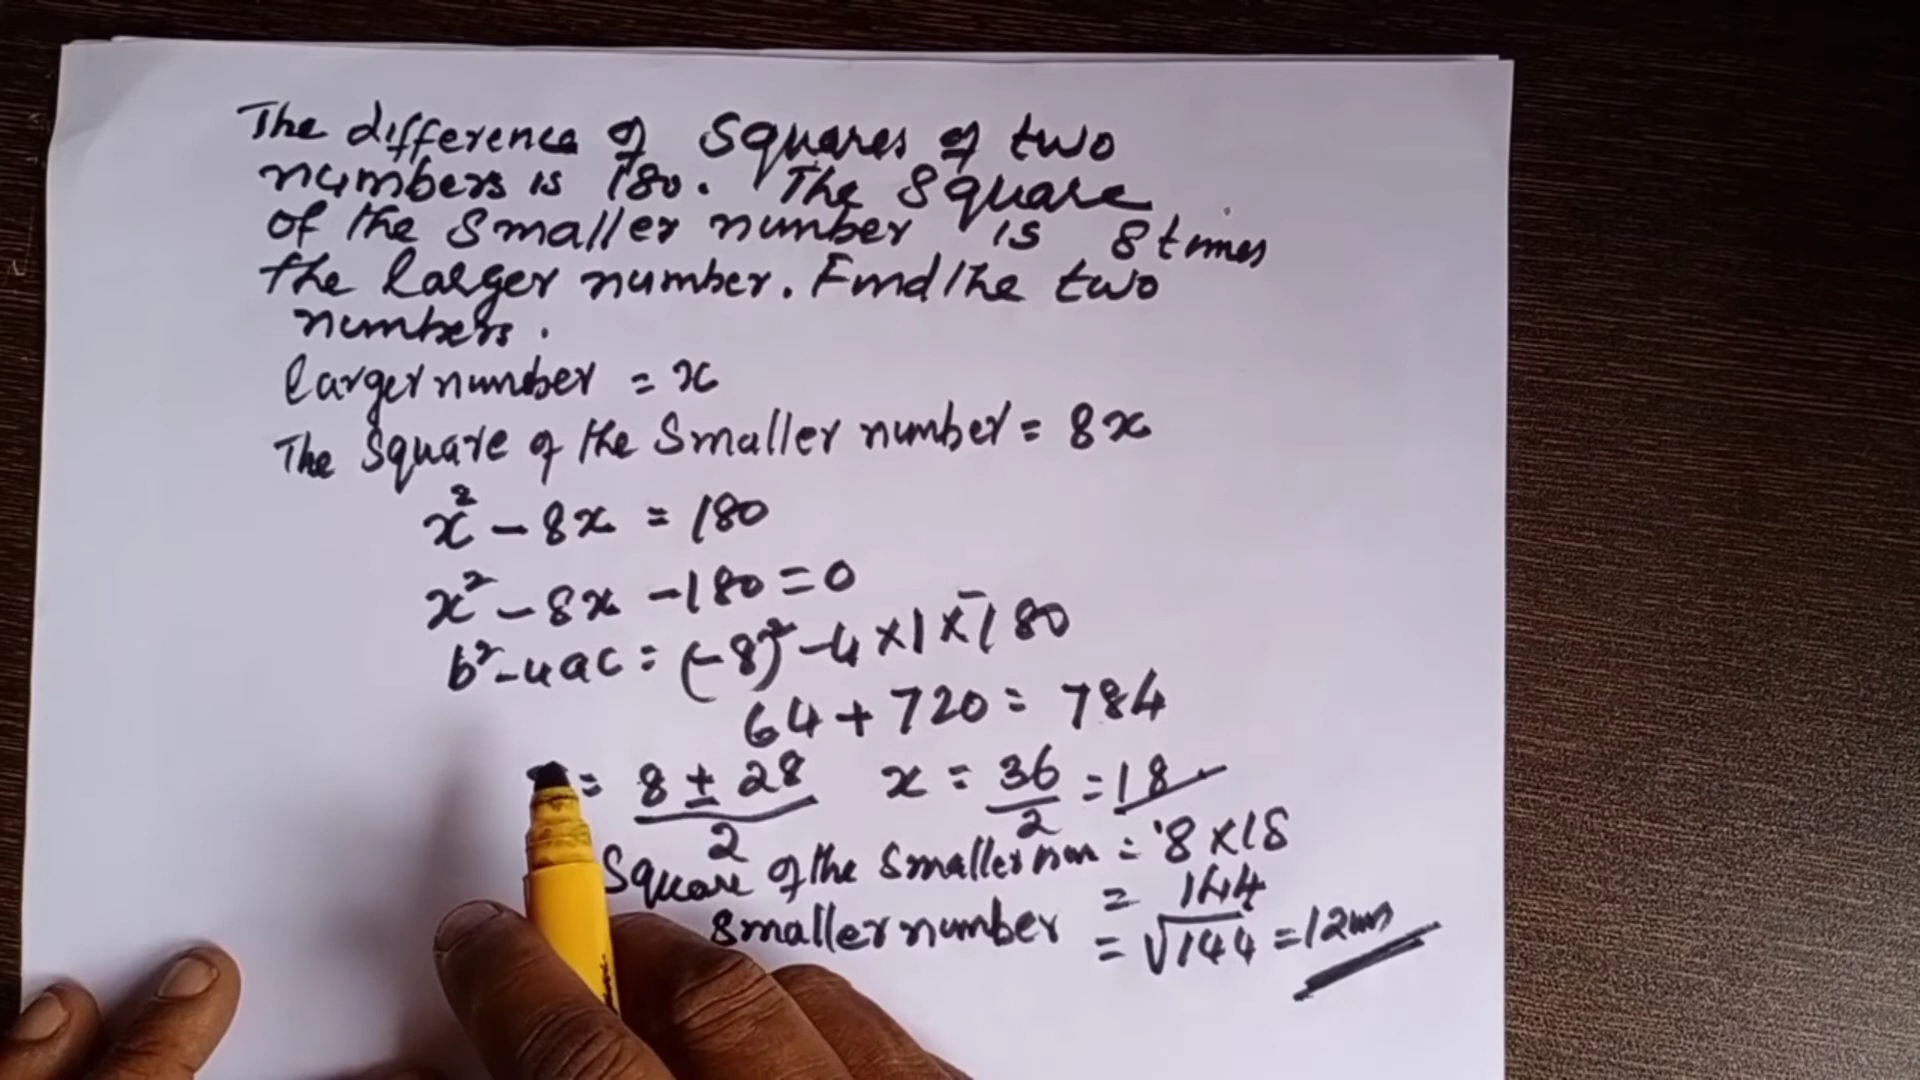 The difference of squares of two
numbers is 180. The square
of the smaller number is 8 times
the larger number. Find the two
numbers.
larger number = x
The square of the smaller number = 8x
x² - 8x = 180
x² - 8x - 180 = 0
b² - 4ac = (-8)² - 4 × 1 × -180
64 + 720 = 784
= 8 ± 28 / 2 x = 36 / 2 = 18
Square of the smaller num = 8 × 18
= 144
smaller number = √144 = 12